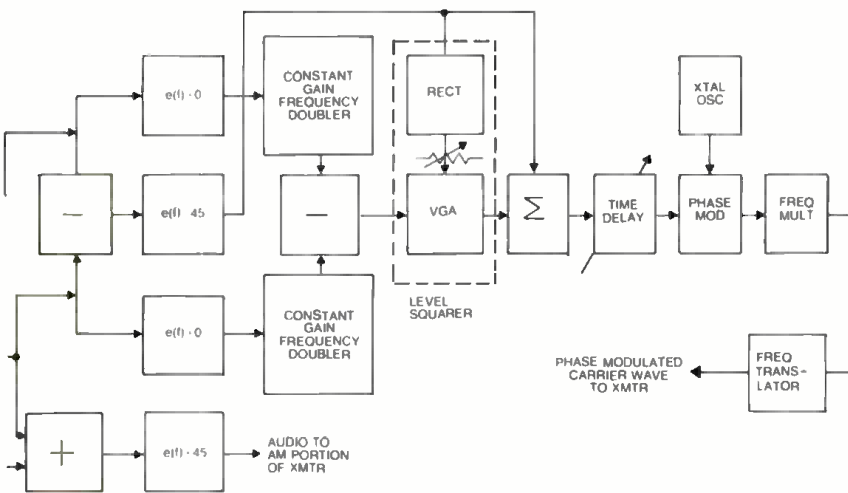 e(f) - 0
CONSTANT
GAIN
FREQUENCY
DOUBLER
RECT
XTAL
OSC
−
e(f) 45
−
VGA
Σ
TIME
DELAY
PHASE
MOD
FREQ
MULT
LEVEL
SQUARER
e(f) - 0
CONSTANT
GAIN
FREQUENCY
DOUBLER
PHASE MODULATED
CARRIER WAVE
TO XMTR
FREQ
TRANS-
LATOR
+
e(f) - 45
AUDIO TO
AM PORTION
OF XMTR